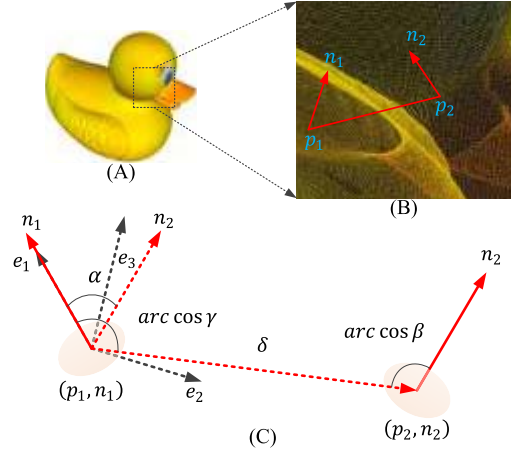 (A)
n₁
n₂
p₁
p₂
(B)
n₁
e₁
α
e₃
n₂
arc cos γ
(p₁, n₁)
e₂
δ
n₂
arc cos β
(p₂, n₂)
(C)